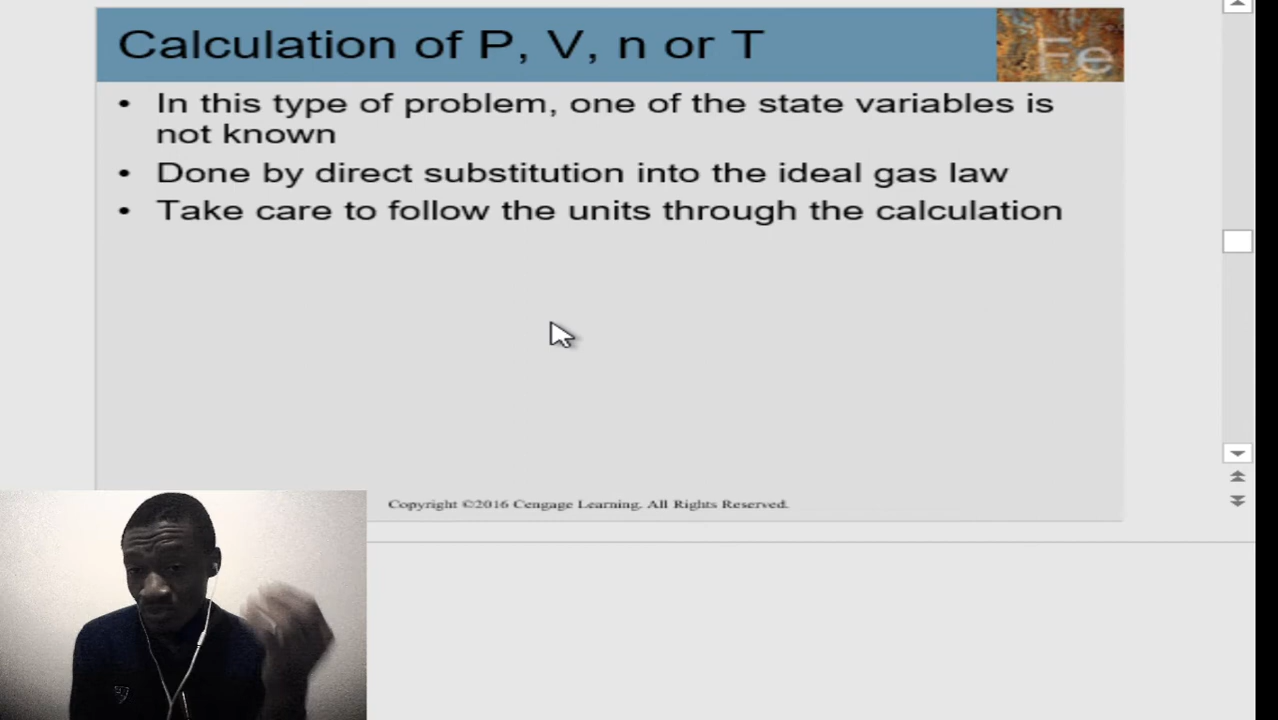 Calculation of P, V, n or T
Fe
• In this type of problem, one of the state variables is
not known
• Done by direct substitution into the ideal gas law
• Take care to follow the units through the calculation
Copyright ©2016 Cengage Learning. All Rights Reserved.